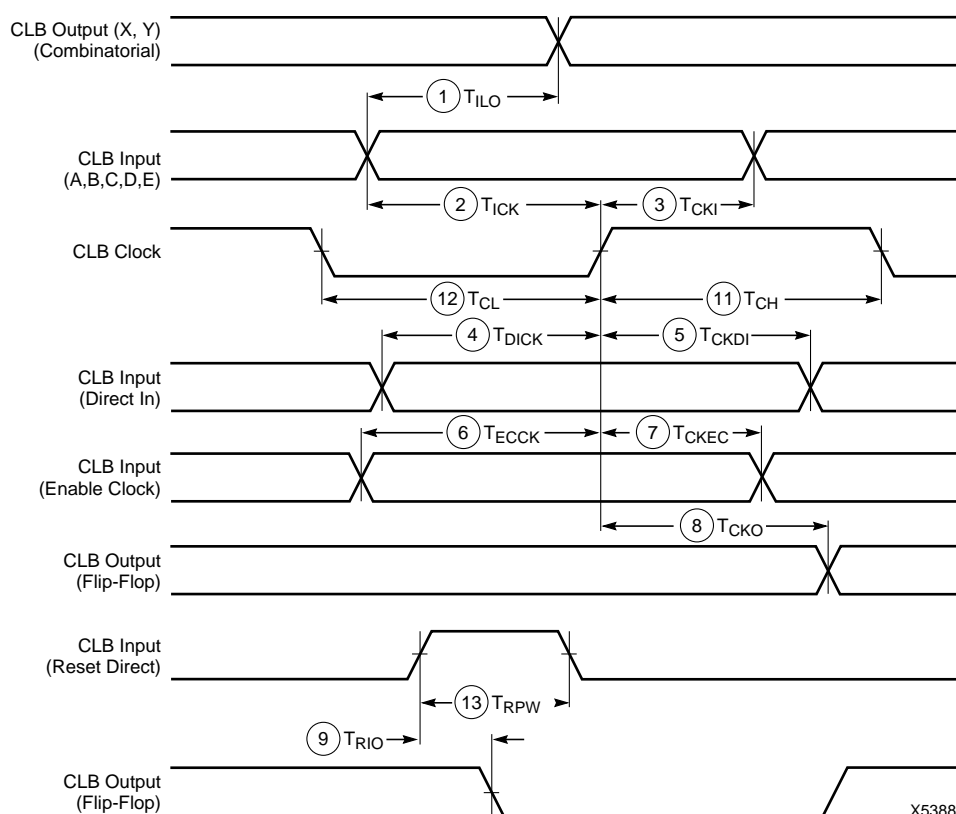 CLB Output (X, Y)
(Combinatorial)
1 TILO
CLB Input
(A,B,C,D,E)
2 TICK
3 TCKI
CLB Clock
12 TCL
11 TCH
4 TDICK
5 TCKDI
CLB Input
(Direct In)
6 TECCK
7 TCKEC
CLB Input
(Enable Clock)
8 TCKO
CLB Output
(Flip-Flop)
CLB Input
(Reset Direct)
13 TRPW
9 TRIO
CLB Output
(Flip-Flop)
X5388